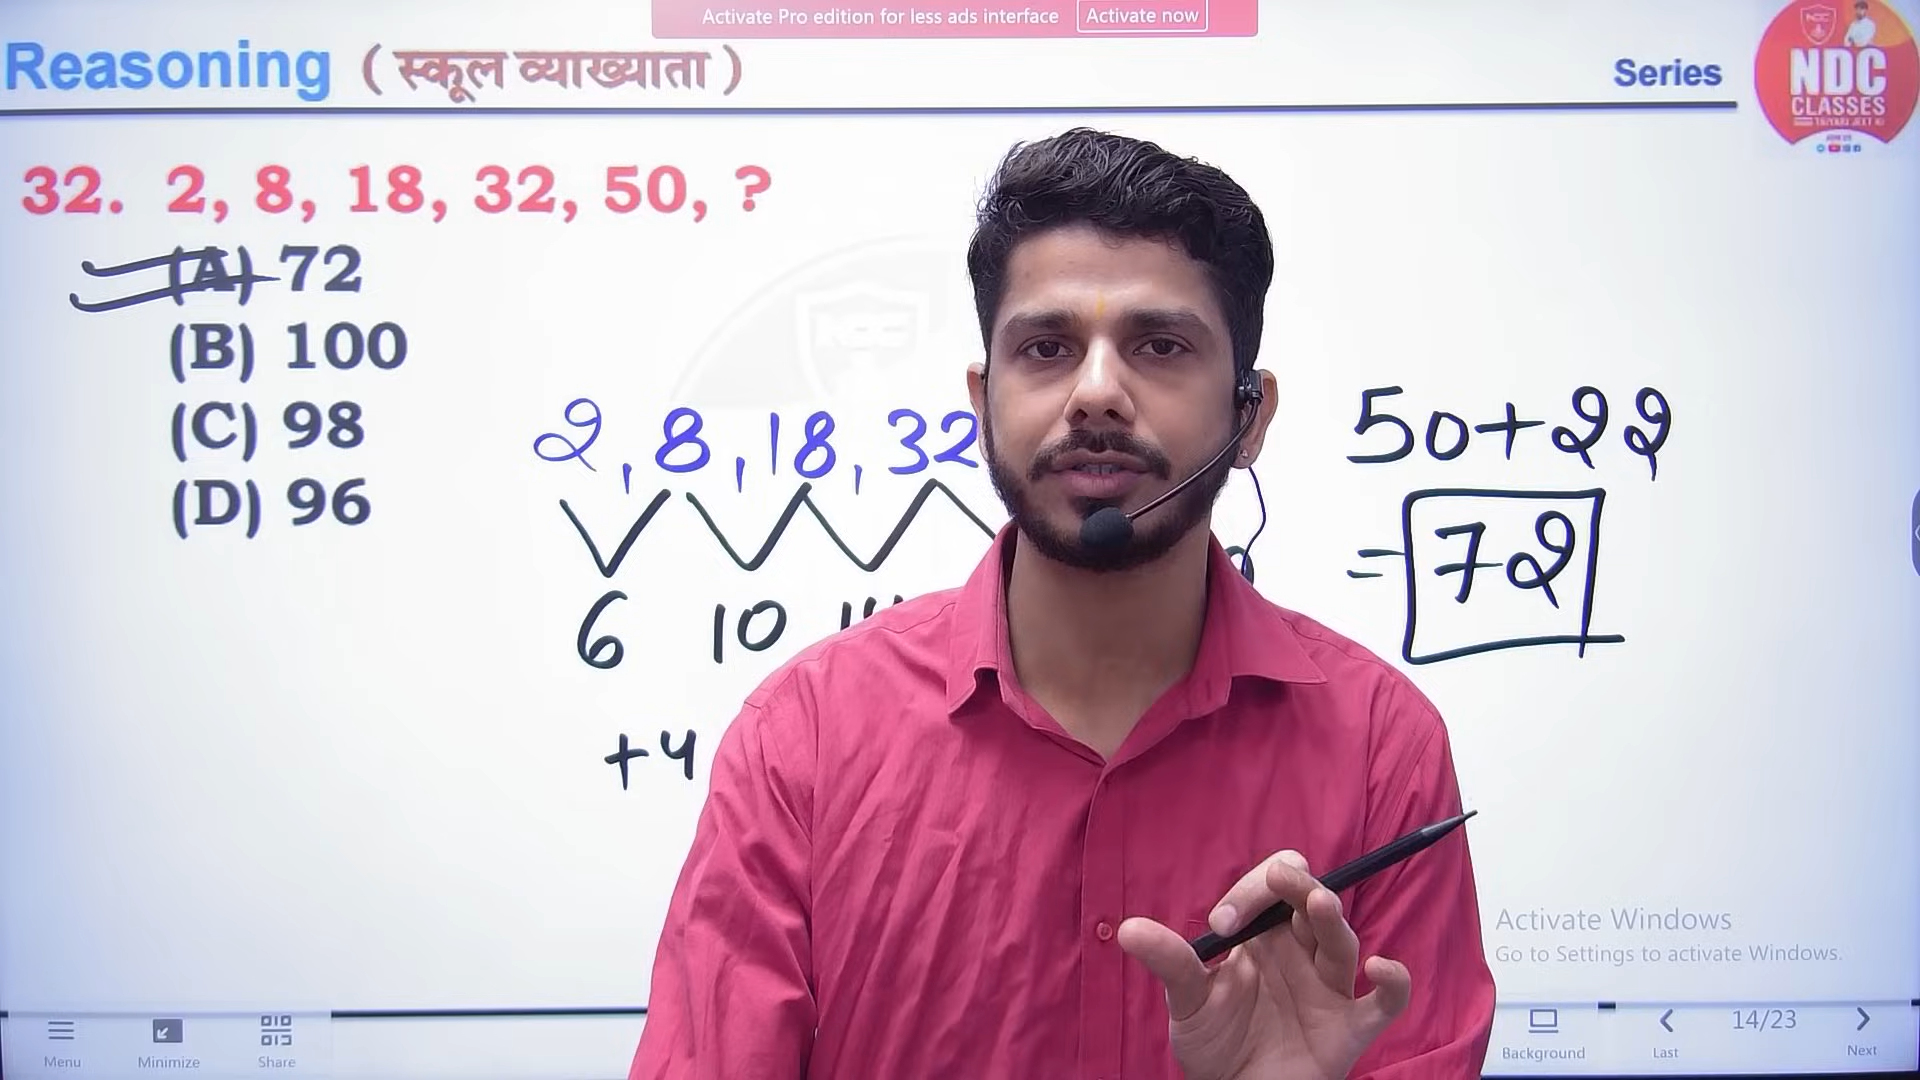 Activate Pro edition for less ads interface Activate now
Reasoning ( स्कूल व्याख्याता )
Series
NDC
CLASSES
32. 2, 8, 18, 32, 50, ?
(A) 72
(B) 100
(C) 98
(D) 96
2, 8, 18, 32
6 10 14
+4
50+22
=72
Activate Windows
Go to Settings to activate Windows.
Menu
Minimize
Share
Background
Last
14/23
Next